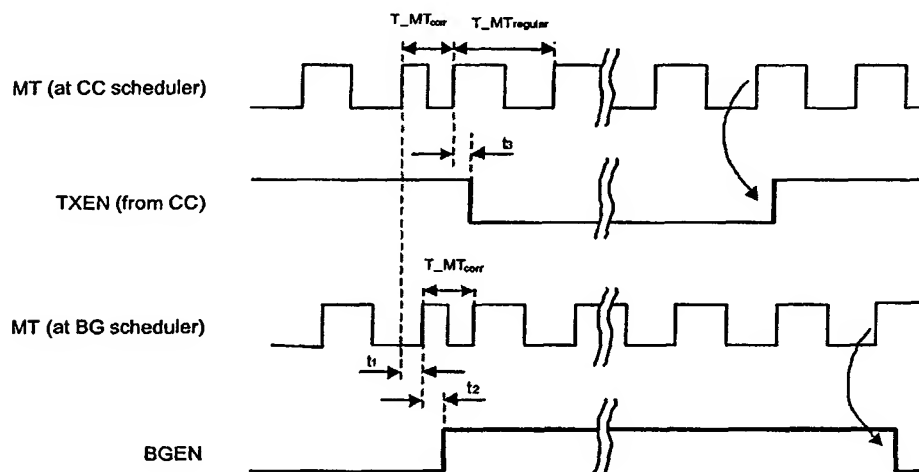 T_MTcorr
T_MTregular
MT (at CC scheduler)
t3
TXEN (from CC)
T_MTcorr
MT (at BG scheduler)
t1
t2
BGEN